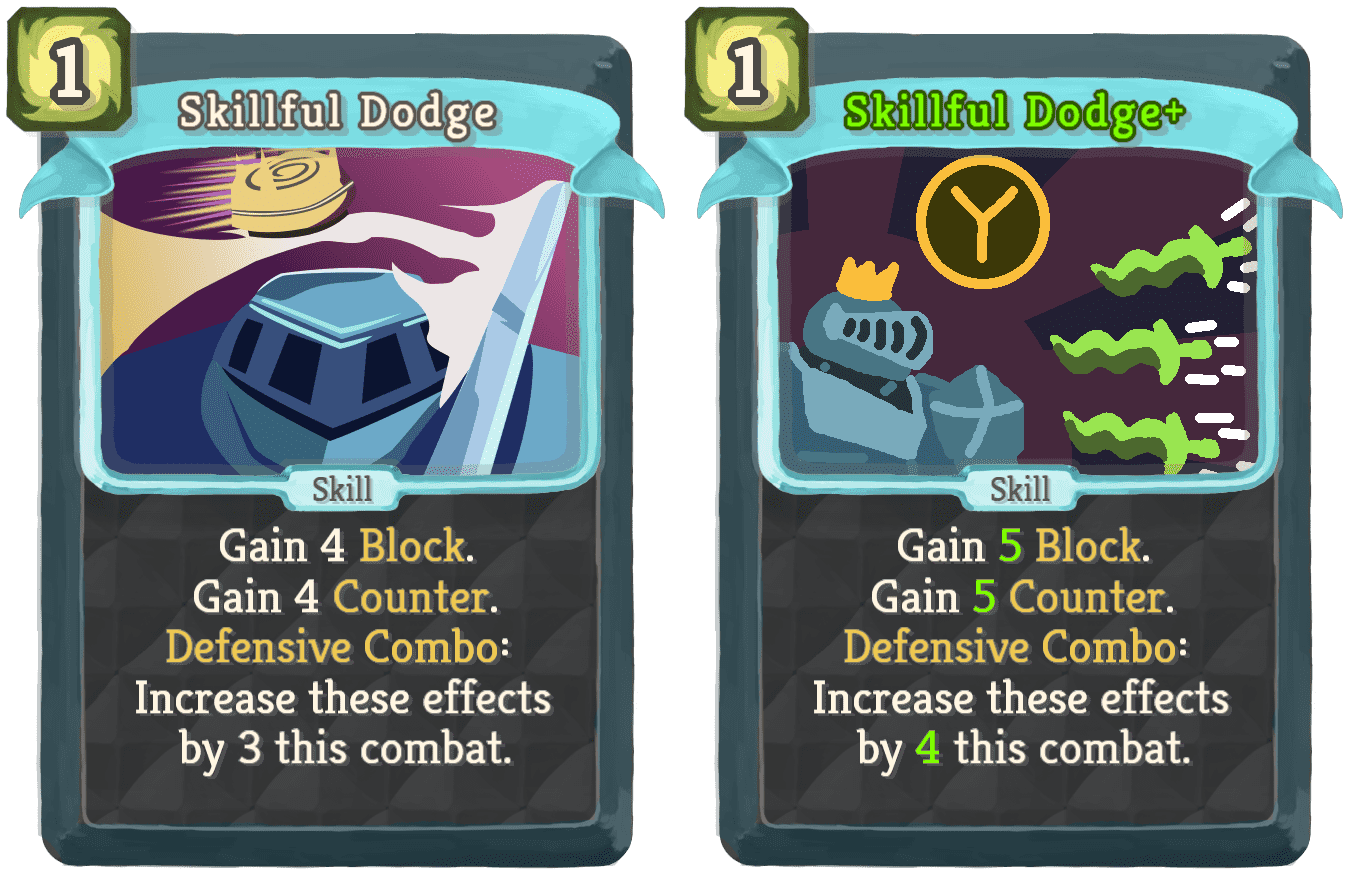 1
Skillful Dodge
Skill
Gain 4 Block.
Gain 4 Counter.
Defensive Combo:
Increase these effects
by 3 this combat.
1
Skillful Dodge+
Y
Skill
Gain 5 Block.
Gain 5 Counter.
Defensive Combo:
Increase these effects
by 4 this combat.